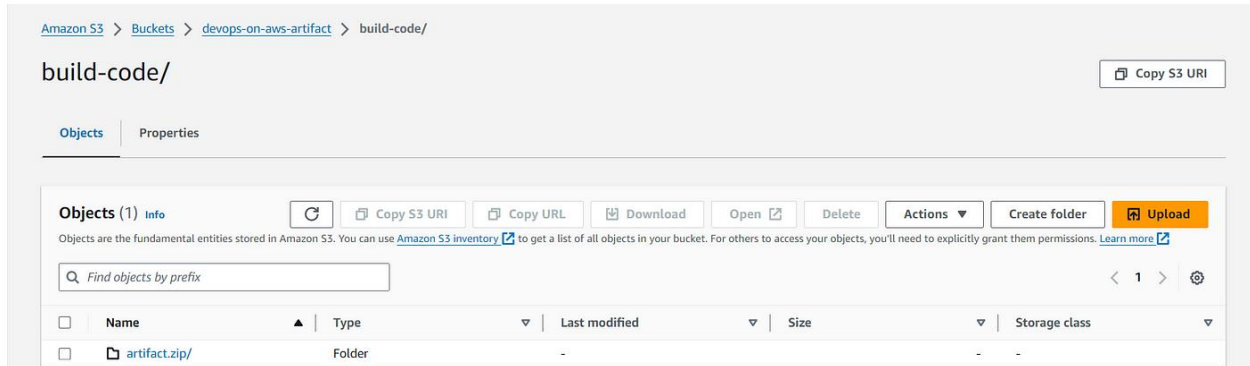 Amazon S3 > Buckets > devops-on-aws-artifact > build-code/
build-code/
Copy S3 URI
Objects Properties
Objects (1) Info Copy S3 URI Copy URL Download Open Delete Actions Create folder Upload
Objects are the fundamental entities stored in Amazon S3. You can use Amazon S3 inventory to get a list of all objects in your bucket. For others to access your objects, you'll need to explicitly grant them permissions. Learn more
Find objects by prefix
< 1 >
Name Type Last modified Size Storage class
artifact.zip/ Folder - - -